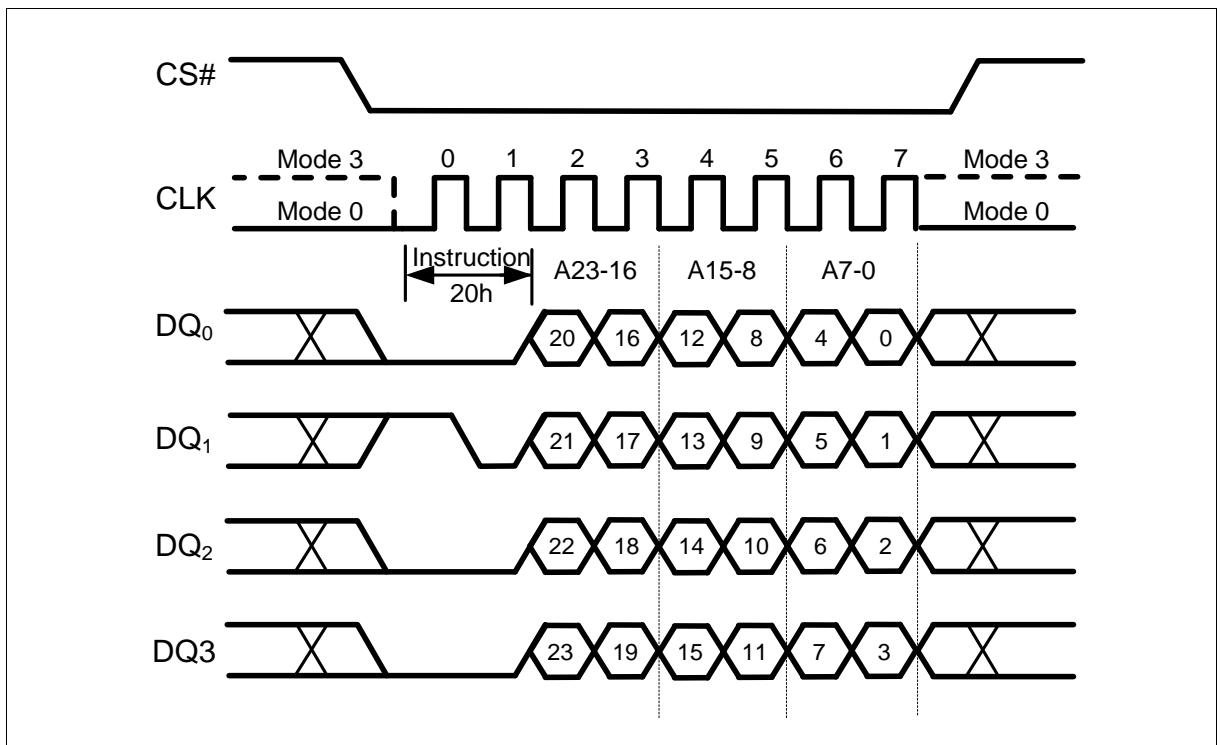 CS#
Mode 3 0 1 2 3 4 5 6 7 Mode 3
CLK
Mode 0 Mode 0
Instruction
20h
A23-16 A15-8 A7-0
DQ0 20 16 12 8 4 0
DQ1 21 17 13 9 5 1
DQ2 22 18 14 10 6 2
DQ3 23 19 15 11 7 3